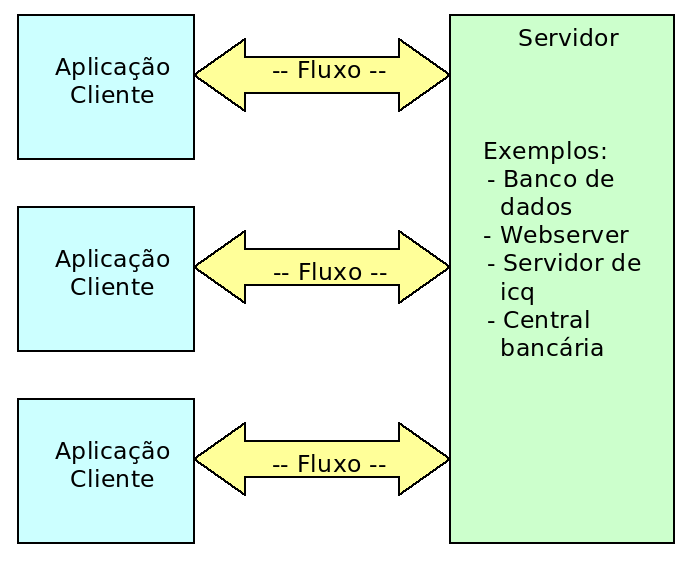 Aplicação
Cliente
-- Fluxo --
Servidor
Exemplos:
- Banco de
dados
- Webserver
- Servidor de
icq
- Central
bancária
Aplicação
Cliente
-- Fluxo --
Aplicação
Cliente
-- Fluxo --